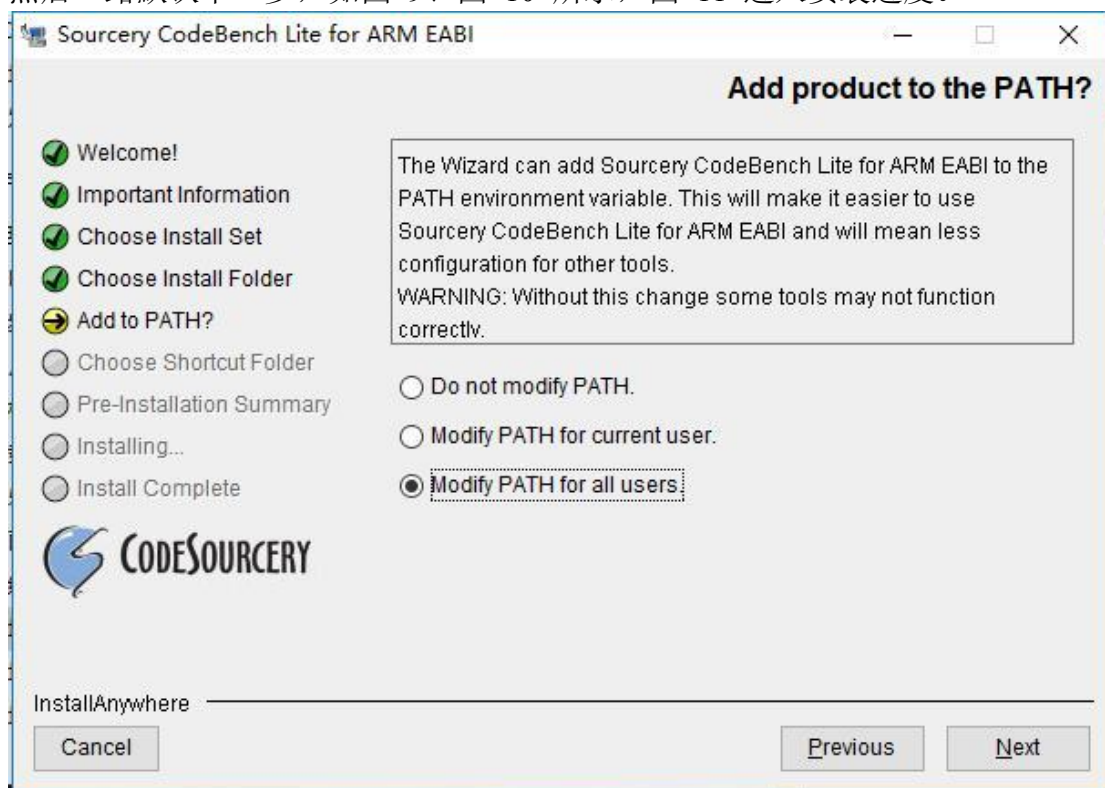 Sourcery CodeBench Lite for ARM EABI
Add product to the PATH?
Welcome!
Important Information
Choose Install Set
Choose Install Folder
Add to PATH?
Choose Shortcut Folder
Pre-Installation Summary
Installing...
Install Complete
The Wizard can add Sourcery CodeBench Lite for ARM EABI to the
PATH environment variable. This will make it easier to use
Sourcery CodeBench Lite for ARM EABI and will mean less
configuration for other tools.
WARNING: Without this change some tools may not function
correctly.
Do not modify PATH.
Modify PATH for current user.
Modify PATH for all users.
CODESOURCERY
InstallAnywhere
Cancel
Previous
Next